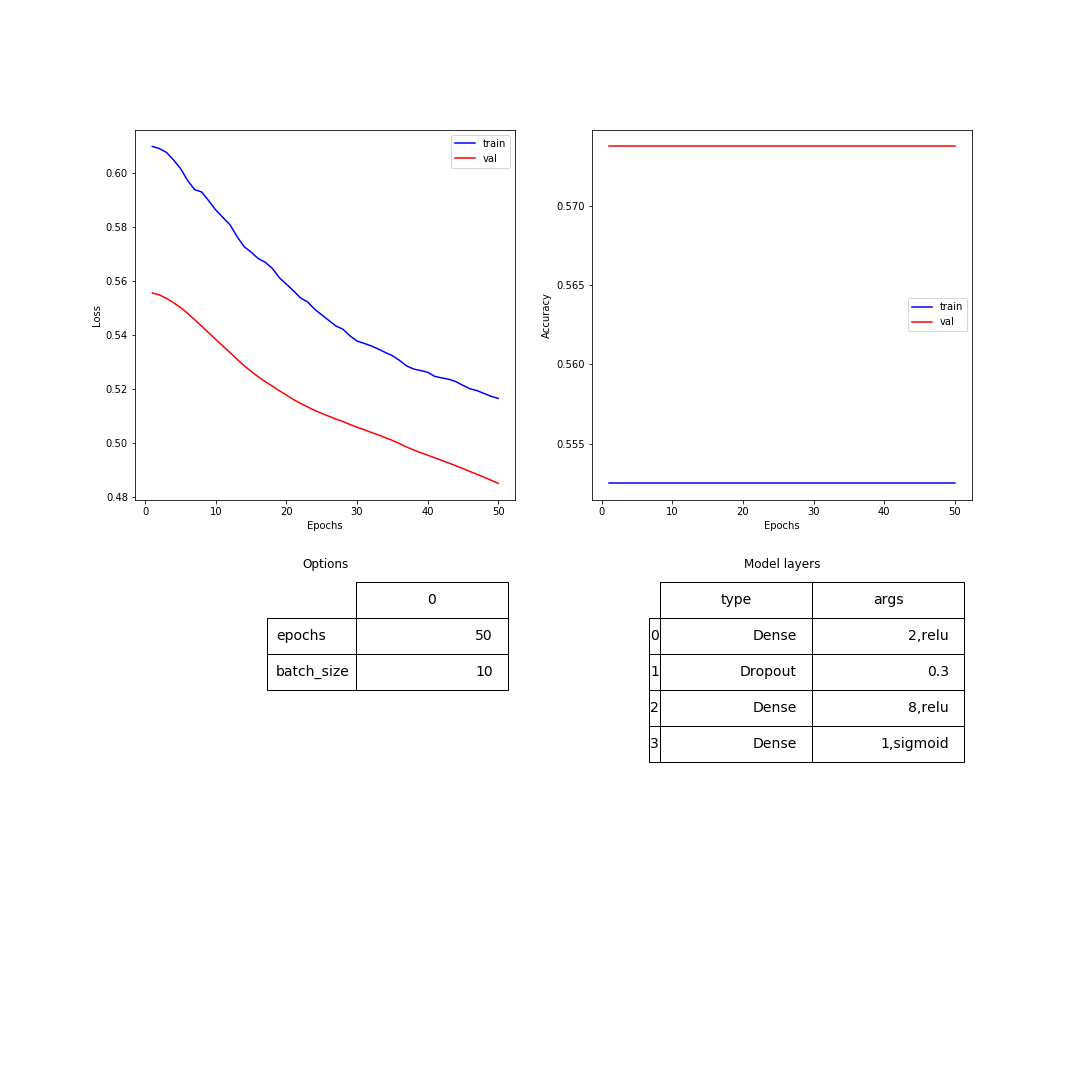 train
val
0.60
0.58
0.56
0.54
0.52
0.50
0.48
Loss
0 10 20 30 40 50
Epochs
train
val
0.570
0.565
0.560
0.555
Accuracy
0 10 20 30 40 50
Epochs
Options
0
epochs 50
batch_size 10
Model layers
type args
0 Dense 2,relu
1 Dropout 0.3
2 Dense 8,relu
3 Dense 1,sigmoid